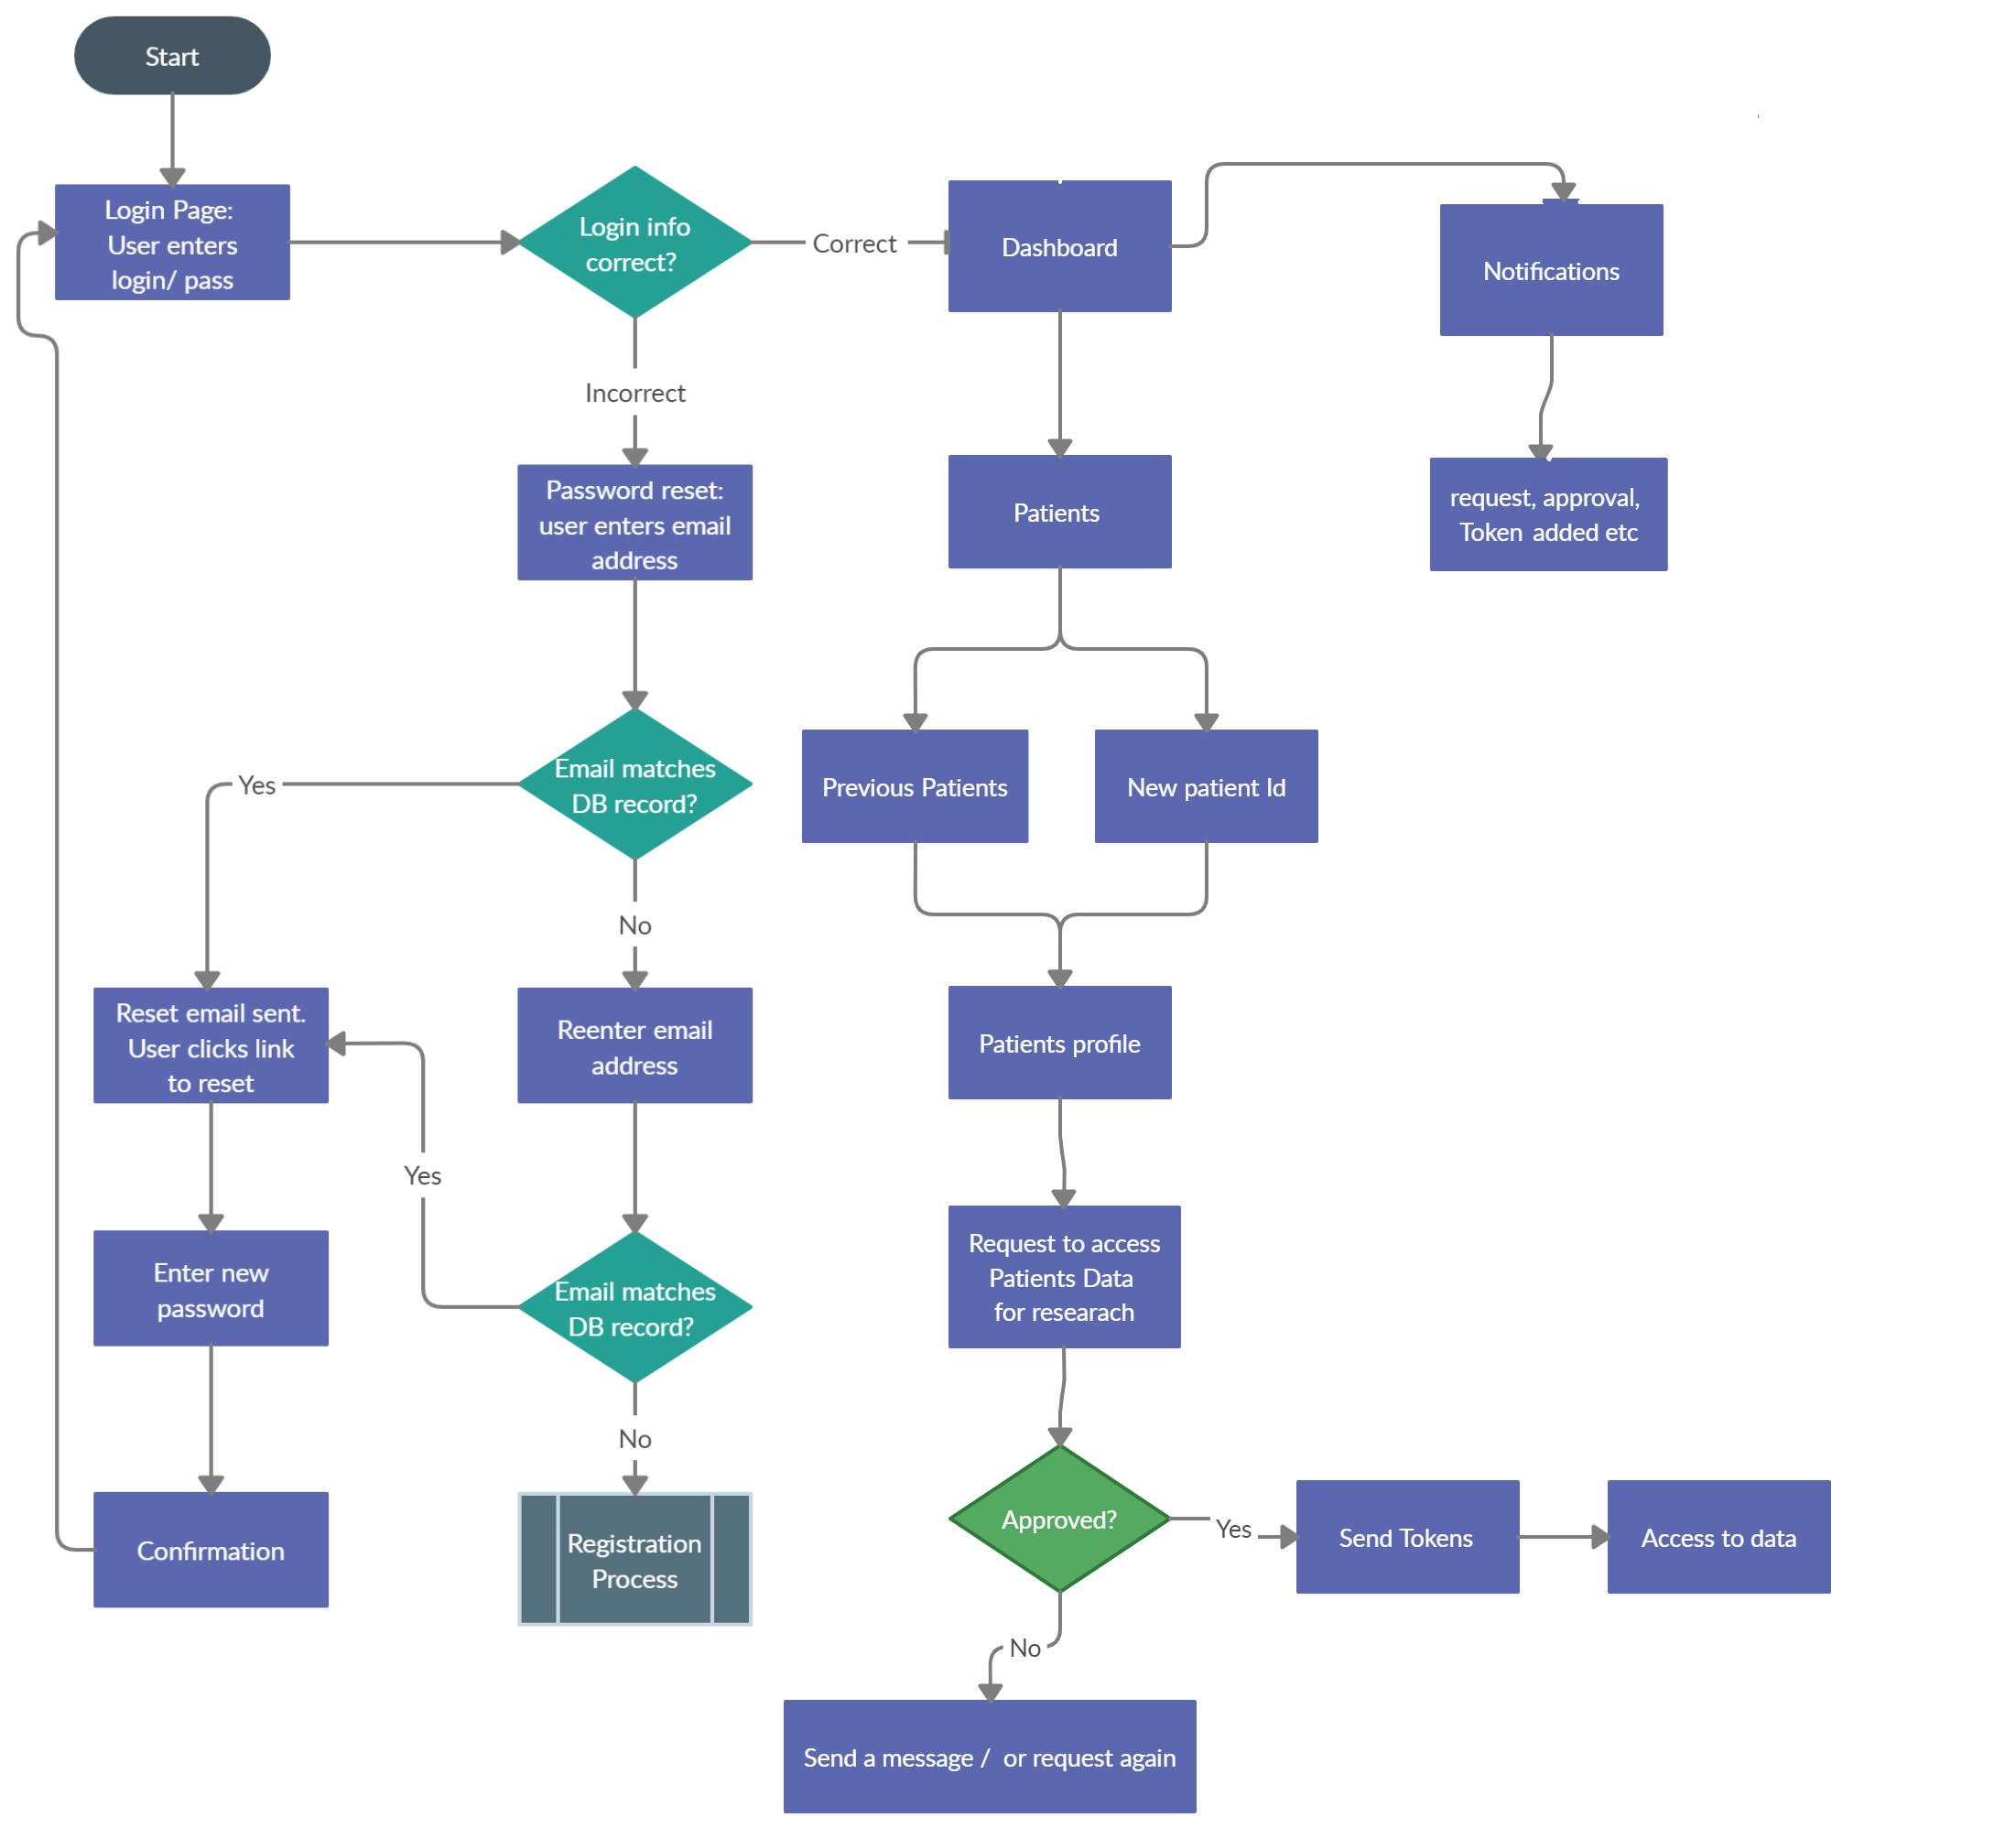 Start
Login Page:
User enters
login/ pass
Login info
correct?
Correct
Dashboard
Notifications
Incorrect
Password reset:
user enters email
address
Patients
request, approval,
Token added etc
Email matches
DB record?
Yes
Previous Patients
New patient Id
No
Reset email sent.
User clicks link
to reset
Reenter email
address
Patients profile
Yes
Enter new
password
Email matches
DB record?
Request to access
Patients Data
for researach
No
Confirmation
Registration
Process
Approved?
Yes
Send Tokens
Access to data
No
Send a message / or request again